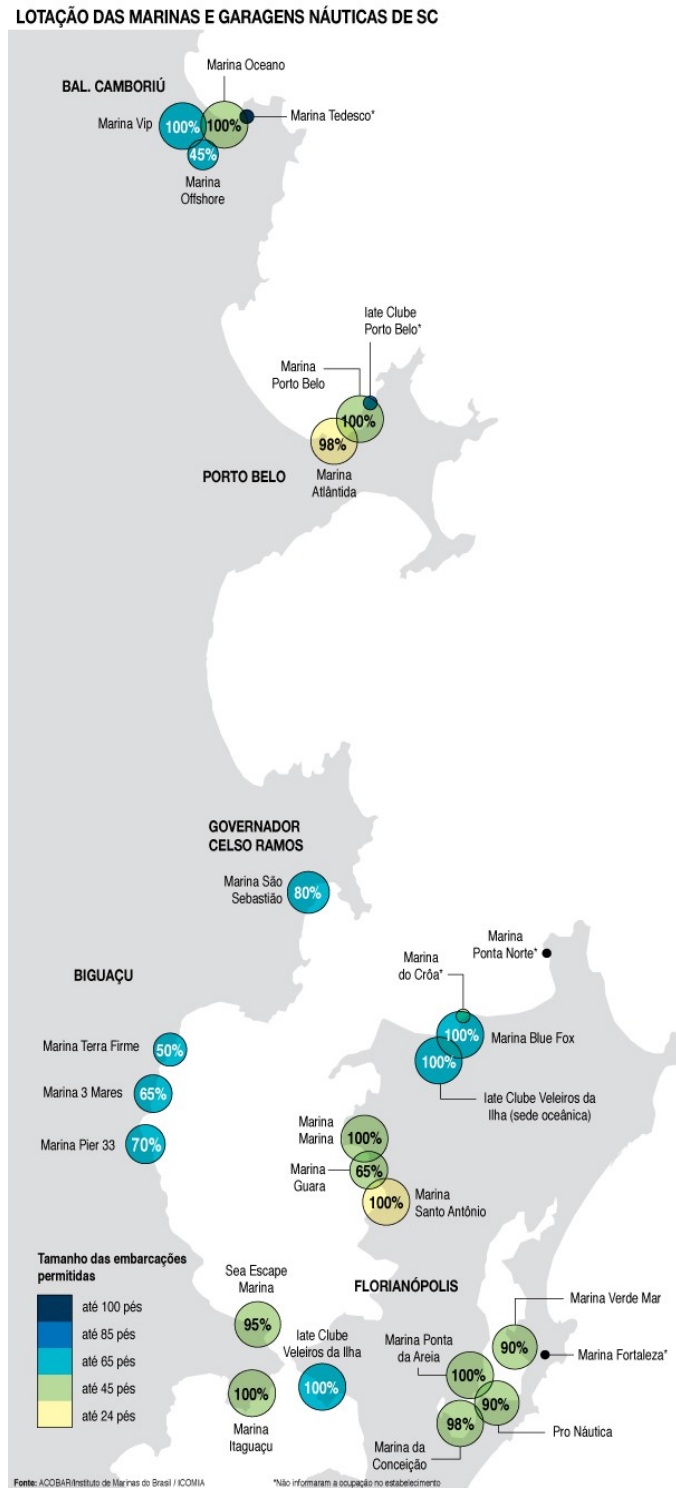 LOTAÇÃO DAS MARINAS E GARAGENS NÁUTICAS DE SC
Marina Oceano
BAL. CAMBORIÚ
Marina Vip
100%
100%
Marina Tedesco*
45%
Marina
Offshore
Iate Clube
Porto Belo*
Marina
Porto Belo
100%
98%
PORTO BELO
Marina
Atlântida
GOVERNADOR
CELSO RAMOS
Marina São
Sebastião
80%
Marina
Ponta Norte*
BIGUAÇU
Marina
do Crôa*
100%
Marina Blue Fox
Marina Terra Firme
50%
100%
Iate Clube Veleiros da
Ilha (sede oceânica)
Marina 3 Mares
65%
Marina
Marina
100%
Marina Pier 33
70%
Marina
Guara
65%
100%
Marina
Santo Antônio
Tamanho das embarcações
permitidas
até 100 pés
até 85 pés
até 65 pés
até 45 pés
até 24 pés
Sea Escape
Marina
95%
FLORIANÓPOLIS
Marina Verde Mar
90%
Iate Clube
Veleiros da Ilha
100%
Marina Ponta
da Areia
100%
Marina Fortaleza*
100%
Marina
Itaguaçu
90%
98%
Pro Náutica
Marina da
Conceição
Fonte: ACOBAR/Instituto de Marinas do Brasil / ICOMIA
*Não informaram a ocupação no estabelecimento